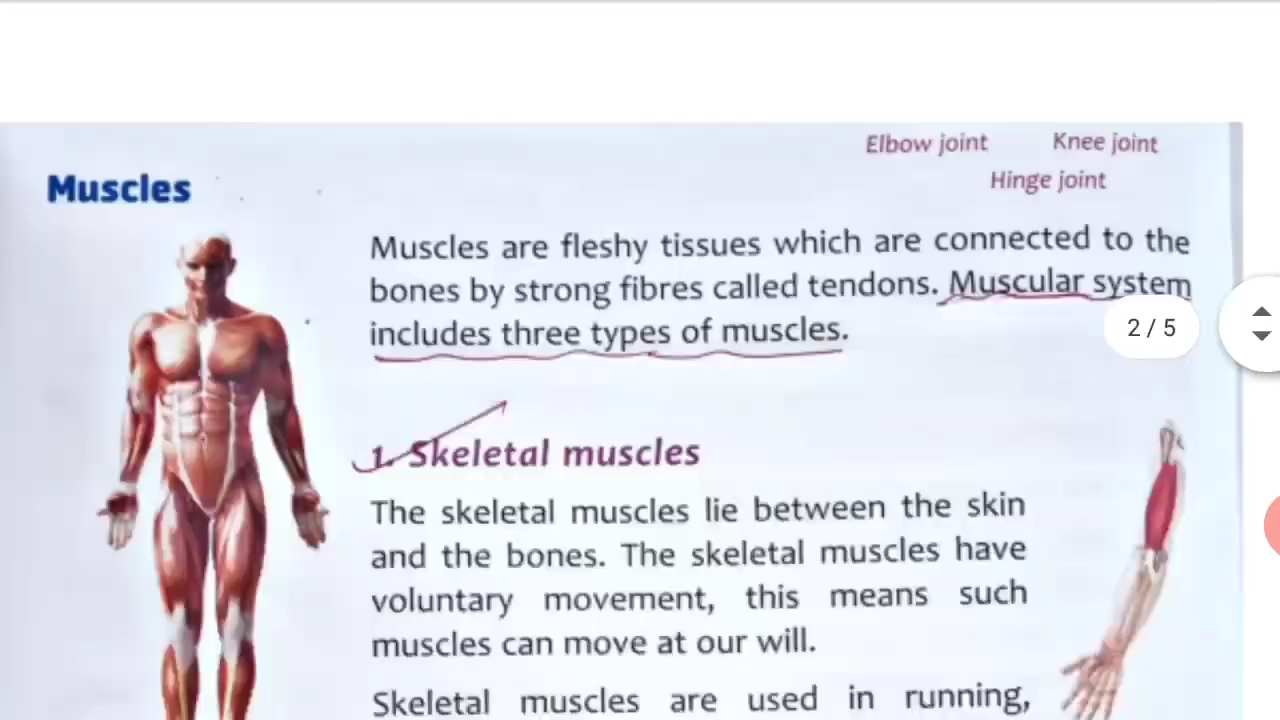 Elbow joint Knee joint
Hinge joint
Muscles
Muscles are fleshy tissues which are connected to the
bones by strong fibres called tendons. Muscular system
includes three types of muscles.
2 / 5
1. Skeletal muscles
The skeletal muscles lie between the skin
and the bones. The skeletal muscles have
voluntary movement, this means such
muscles can move at our will.
Skeletal muscles are used in running,